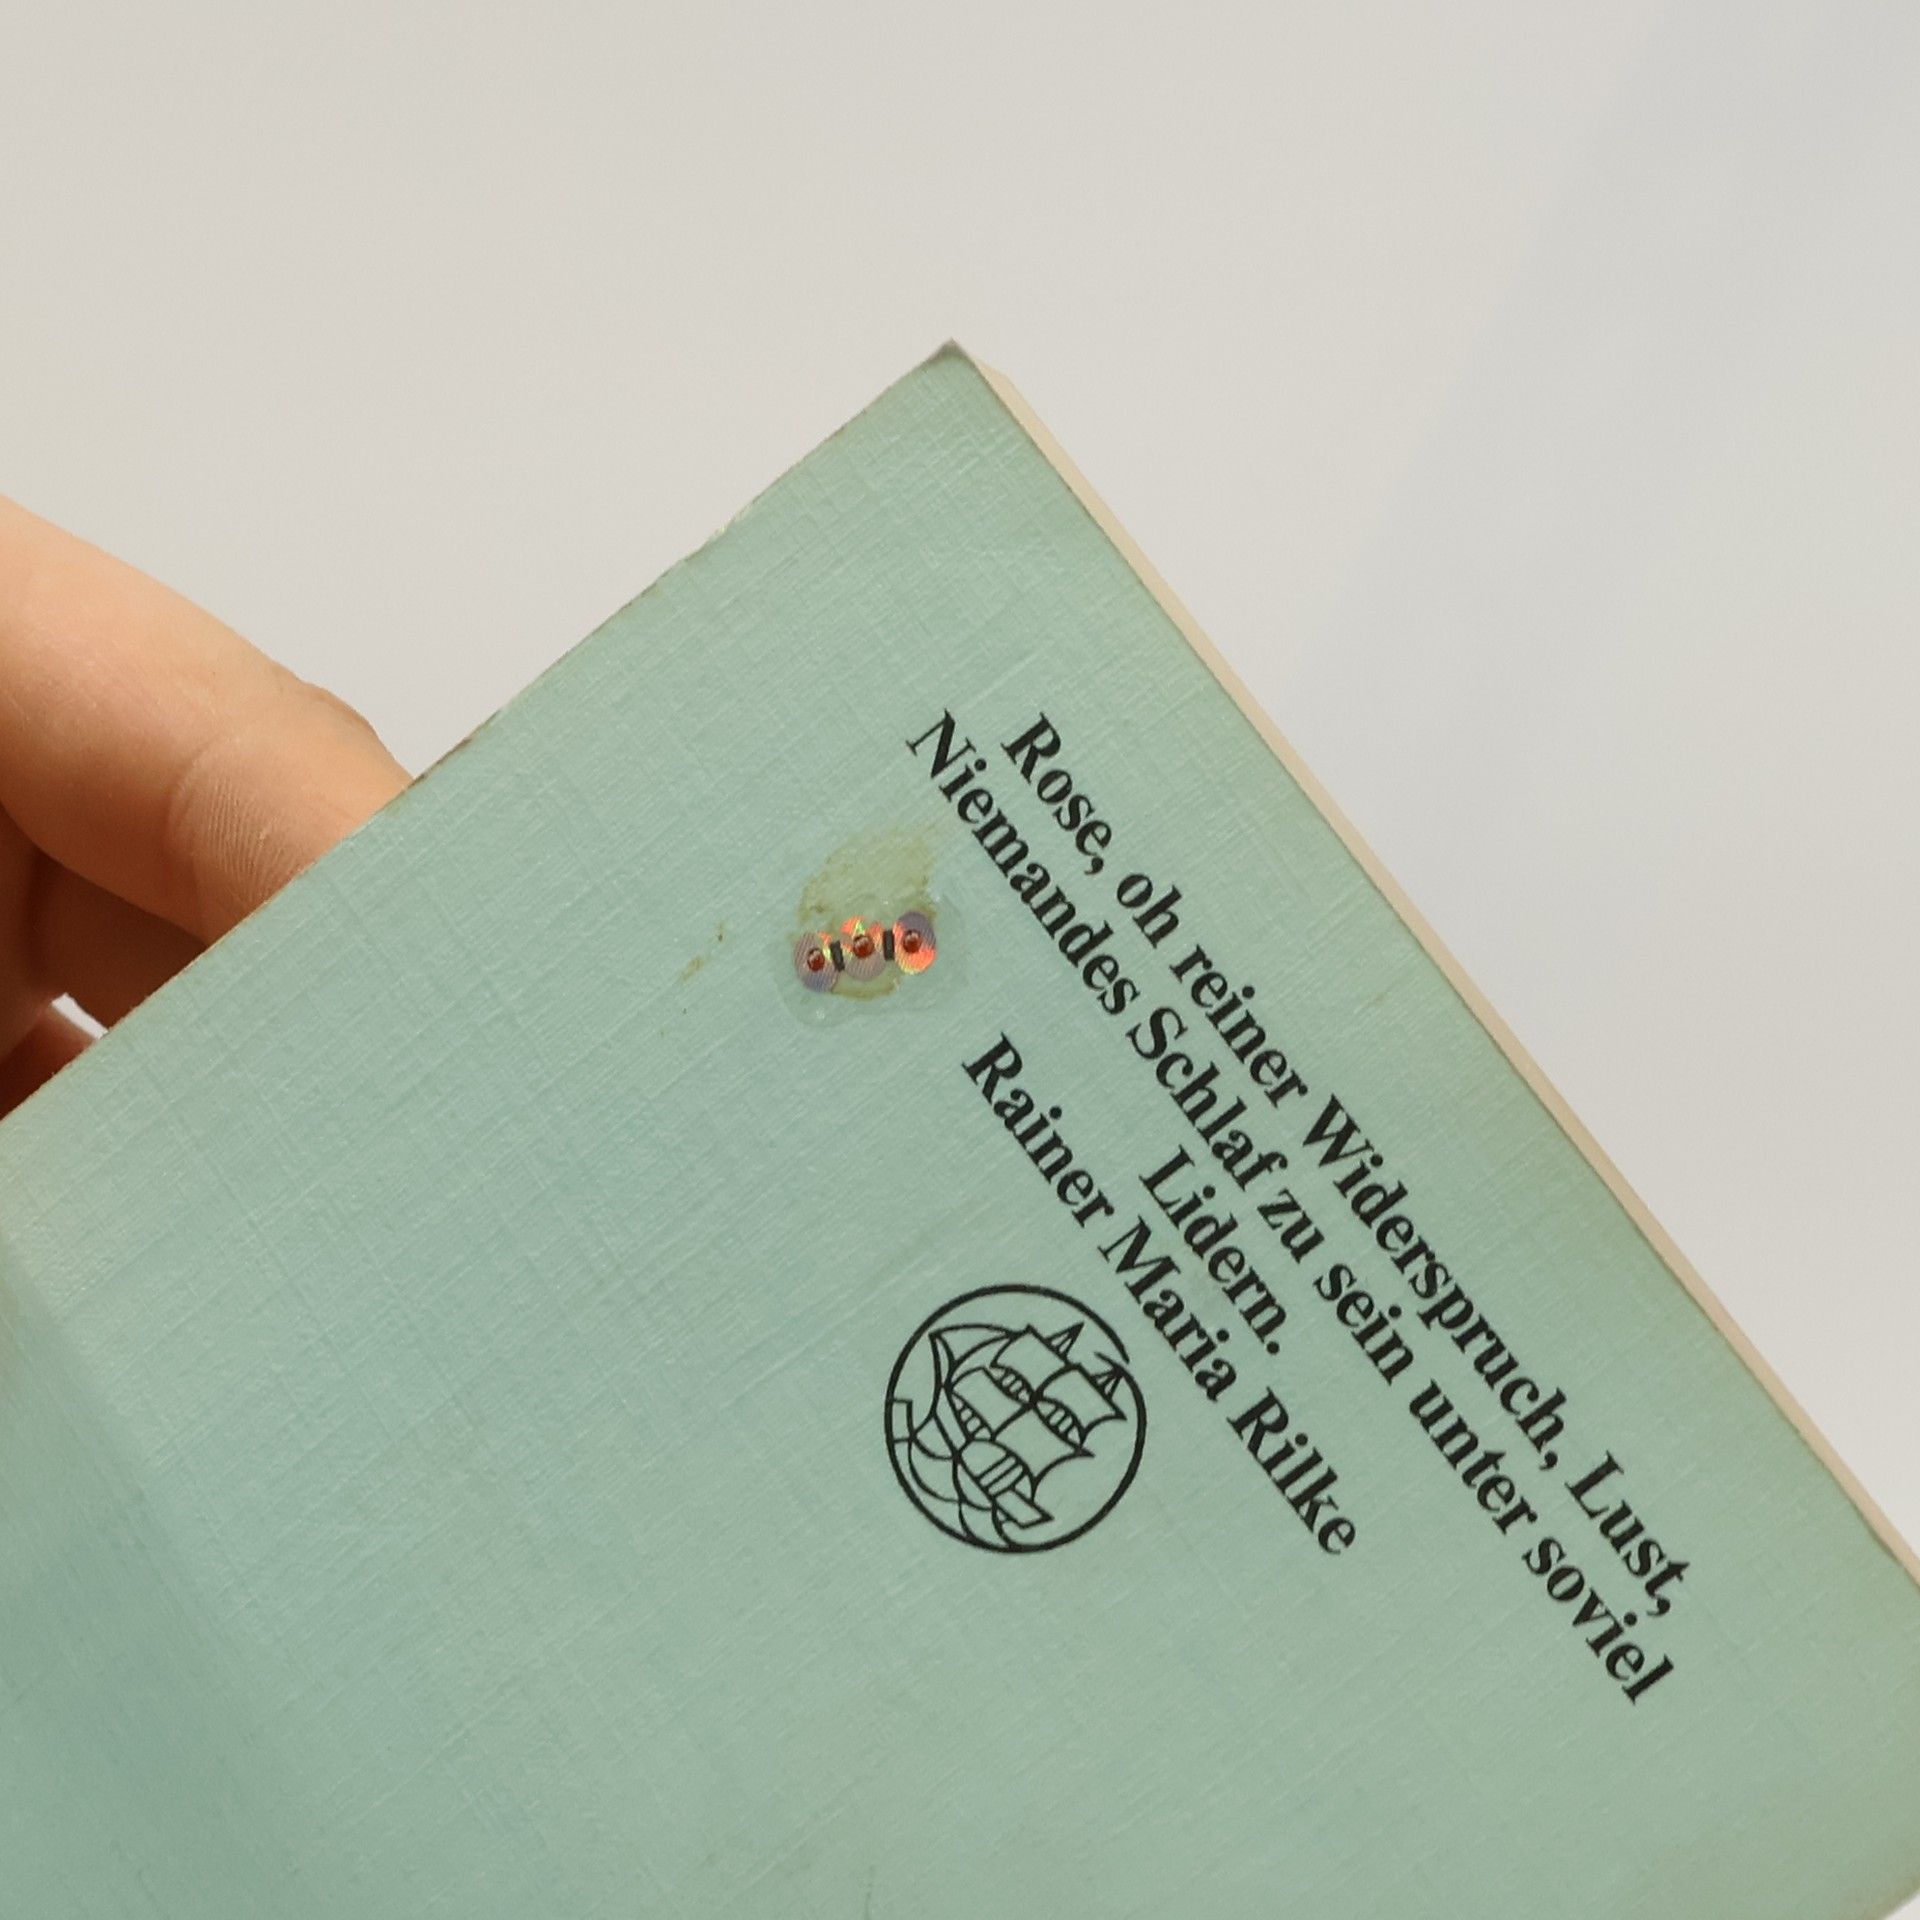 Rose, oh reiner Widerspruch, Lust,
Niemandes Schlaf zu sein unter soviel
Lidern.
Rainer Maria Rilke